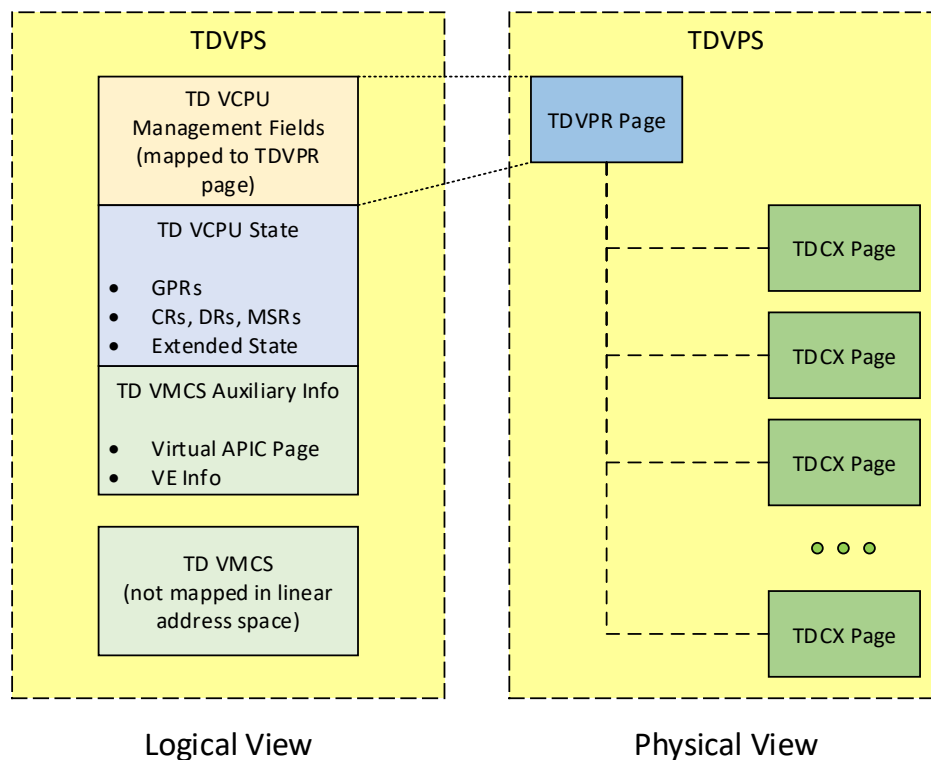 TDVPS
TD VCPU
Management Fields
(mapped to TDVPR
page)
TD VCPU State
• GPRs
• CRs, DRs, MSRs
• Extended State
TD VMCS Auxiliary Info
• Virtual APIC Page
• VE Info
TD VMCS
(not mapped in linear
address space)
Logical View
TDVPS
TDVPR Page
TDCX Page
TDCX Page
TDCX Page
TDCX Page
Physical View